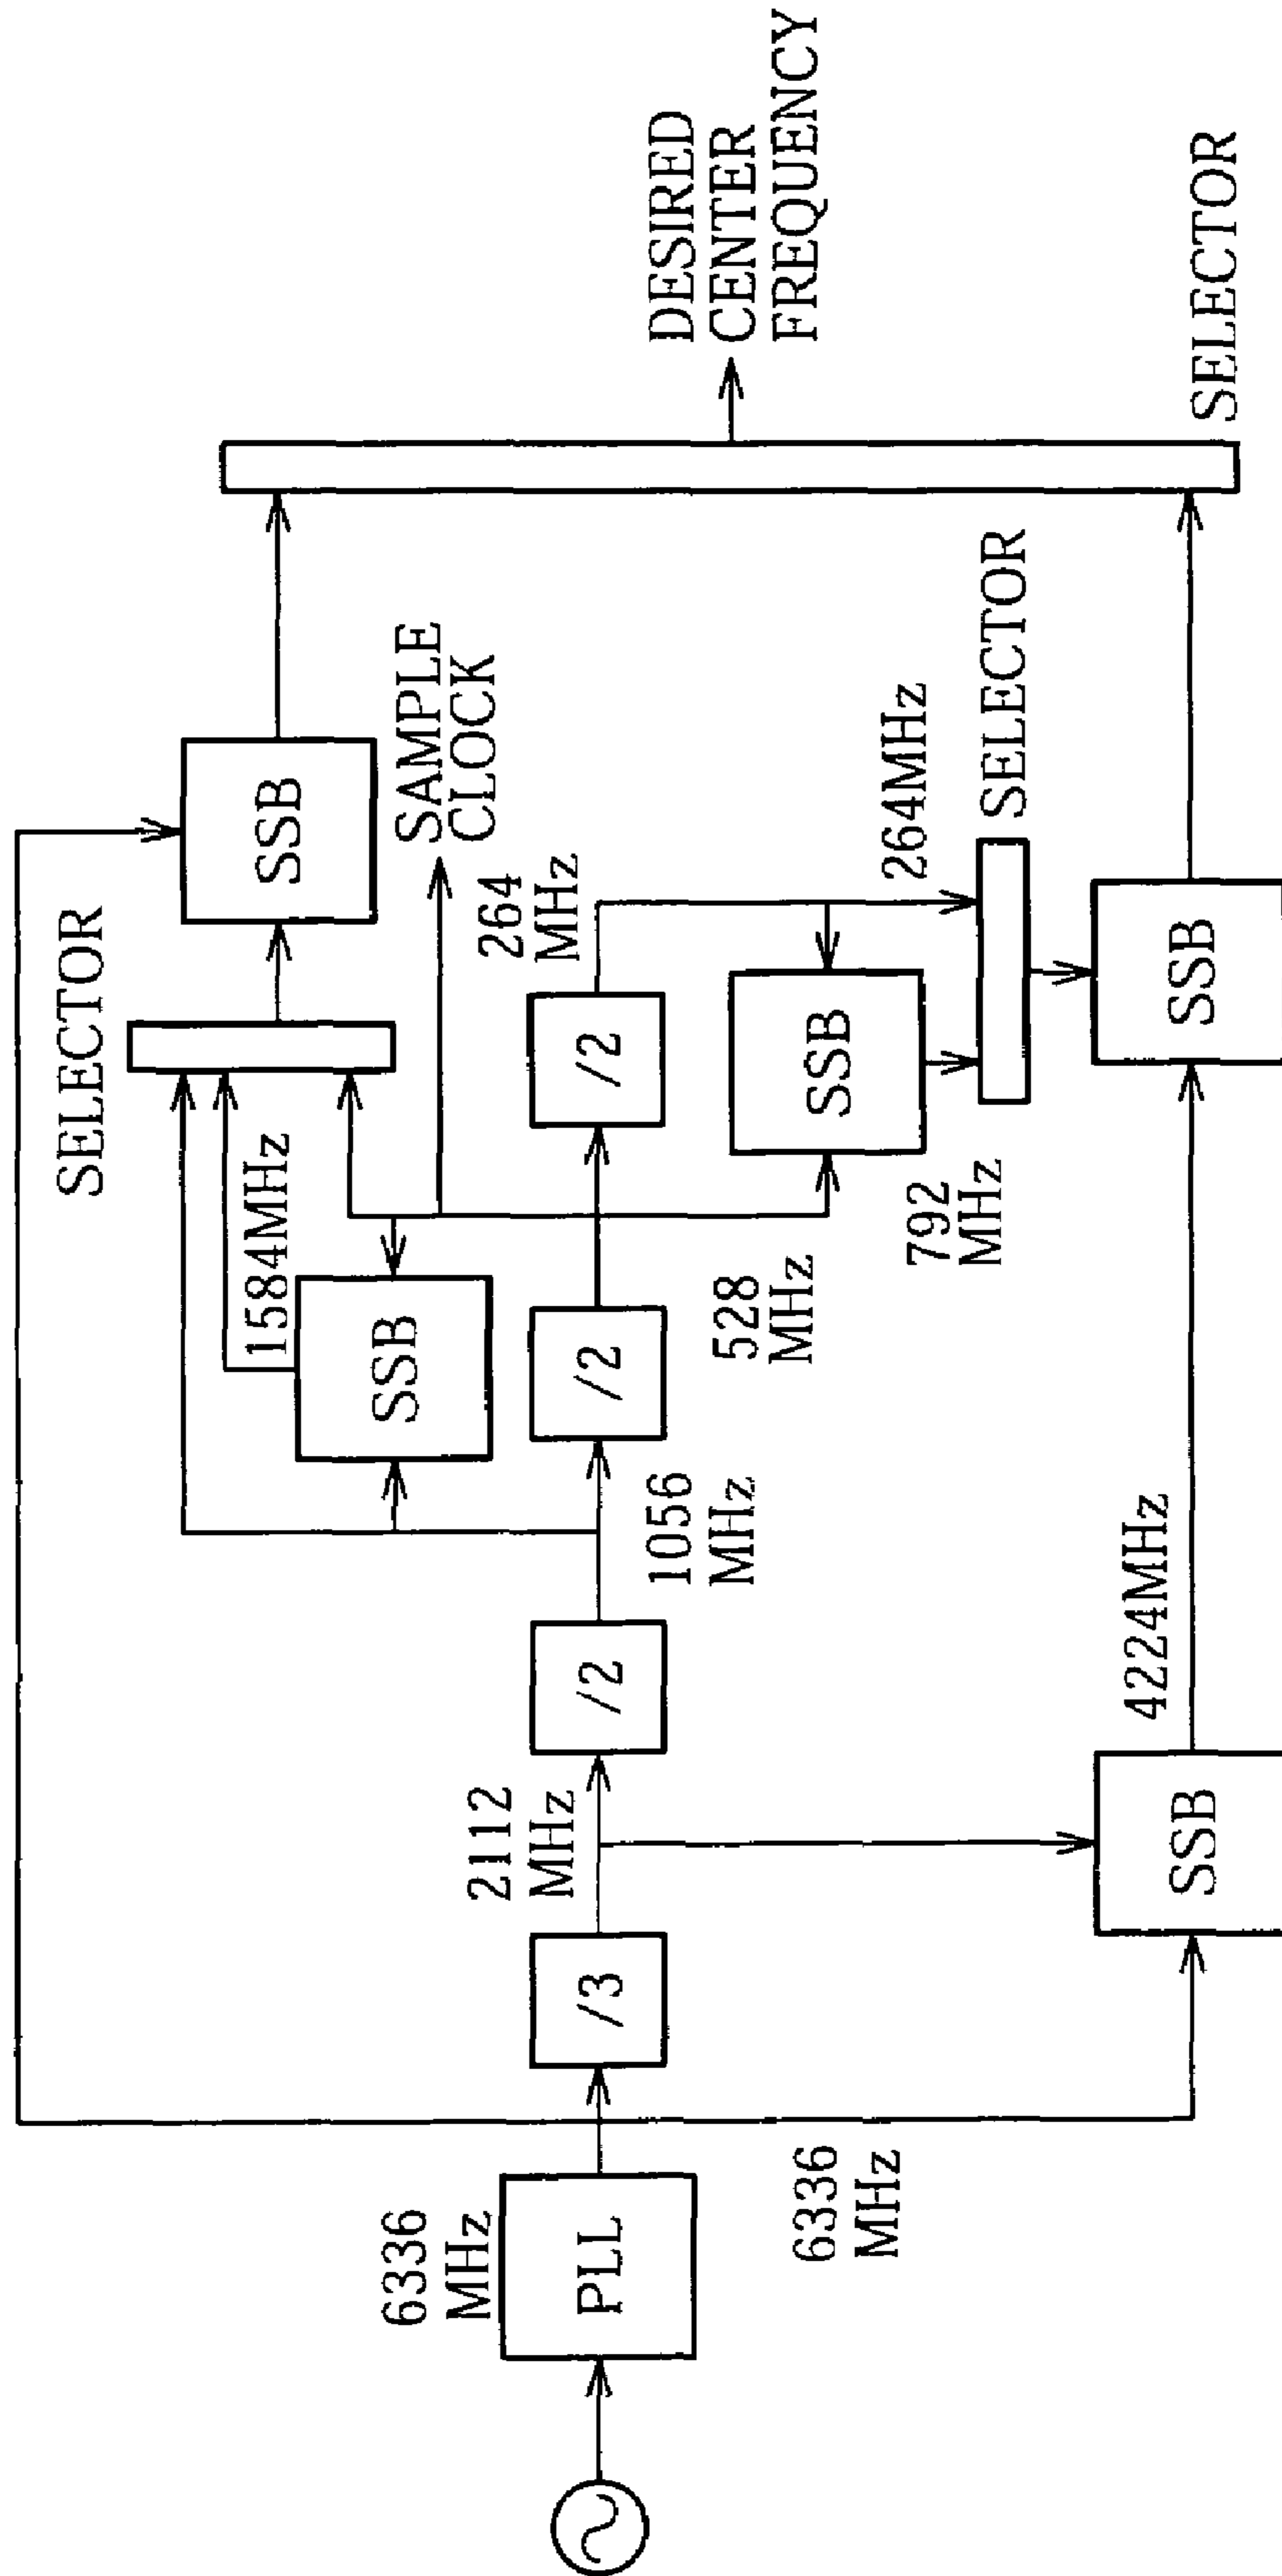 6336
MHz
PLL
6336
MHz
/3
2112
MHz
SSB
4224MHz
/2
1056
MHz
SSB
1584MHz
/2
528
MHz
SELECTOR
/2
264
MHz
SSB
792
MHz
264MHz
SELECTOR
SSB
SSB
SAMPLE
CLOCK
DESIRED
CENTER
FREQUENCY
SELECTOR